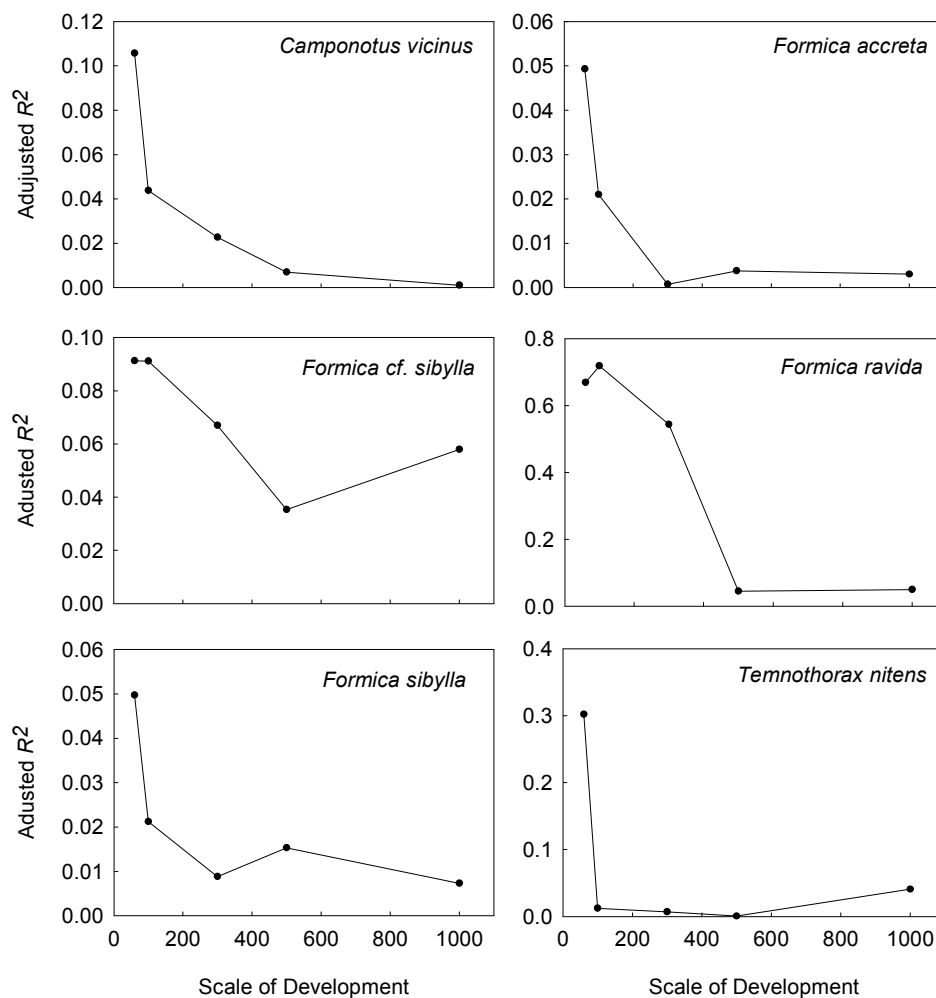 Camponotus vicinus
Adujusted R²
0.12
0.10
0.08
0.06
0.04
0.02
0.00
Formica accreta
0.06
0.05
0.04
0.03
0.02
0.01
0.00
Formica cf. sibylla
Adusted R²
0.10
0.08
0.06
0.04
0.02
0.00
Formica ravida
0.8
0.6
0.4
0.2
0.0
Formica sibylla
Adusted R²
0.06
0.05
0.04
0.03
0.02
0.01
0.00
0 200 400 600 800 1000
Scale of Development
Temnothorax nitens
0.4
0.3
0.2
0.1
0.0
0 200 400 600 800 1000
Scale of Development